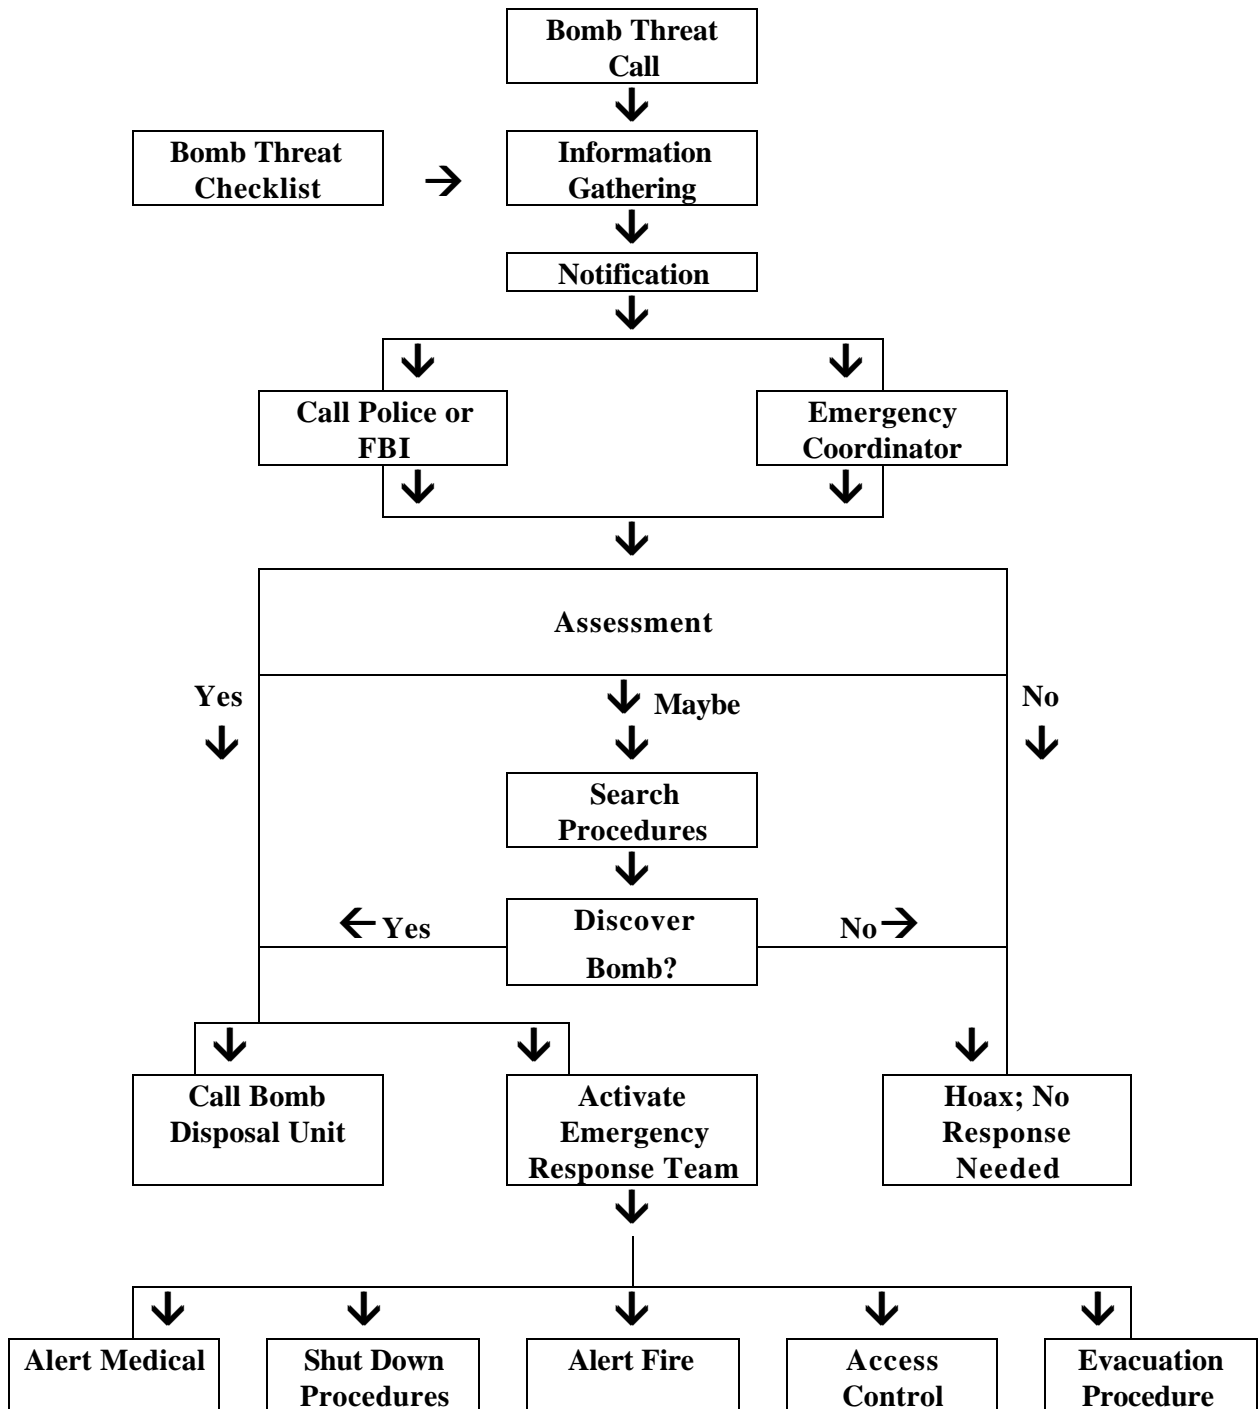 Bomb Threat
Call
Bomb Threat
Checklist
Information
Gathering
Notification
Call Police or
FBI
Emergency
Coordinator
Assessment
Yes
Maybe
No
Search
Procedures
Yes
Discover
Bomb?
No
Call Bomb
Disposal Unit
Activate
Emergency
Response Team
Hoax; No
Response
Needed
Alert Medical
Shut Down
Procedures
Alert Fire
Access
Control
Evacuation
Procedure